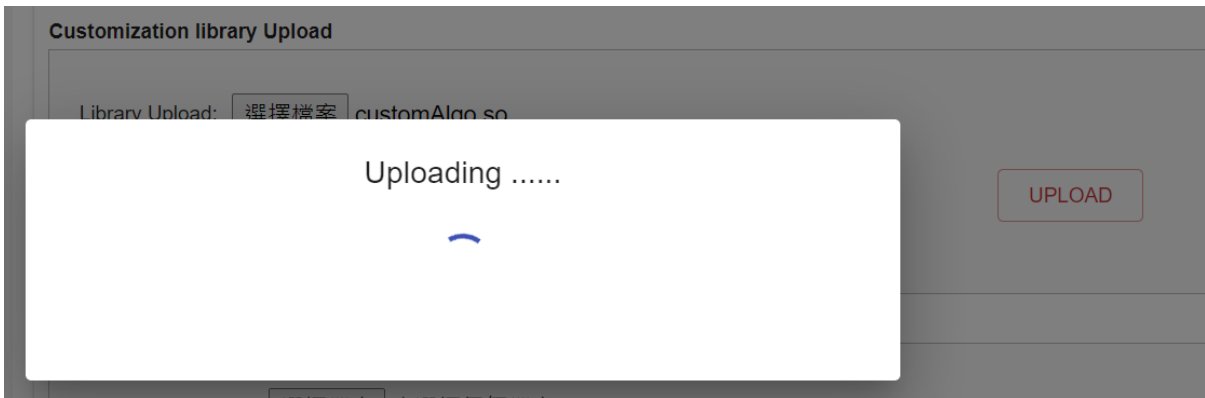 Customization library Upload
Library Upload: 選擇檔案 customAlgo.so
Uploading ......
UPLOAD